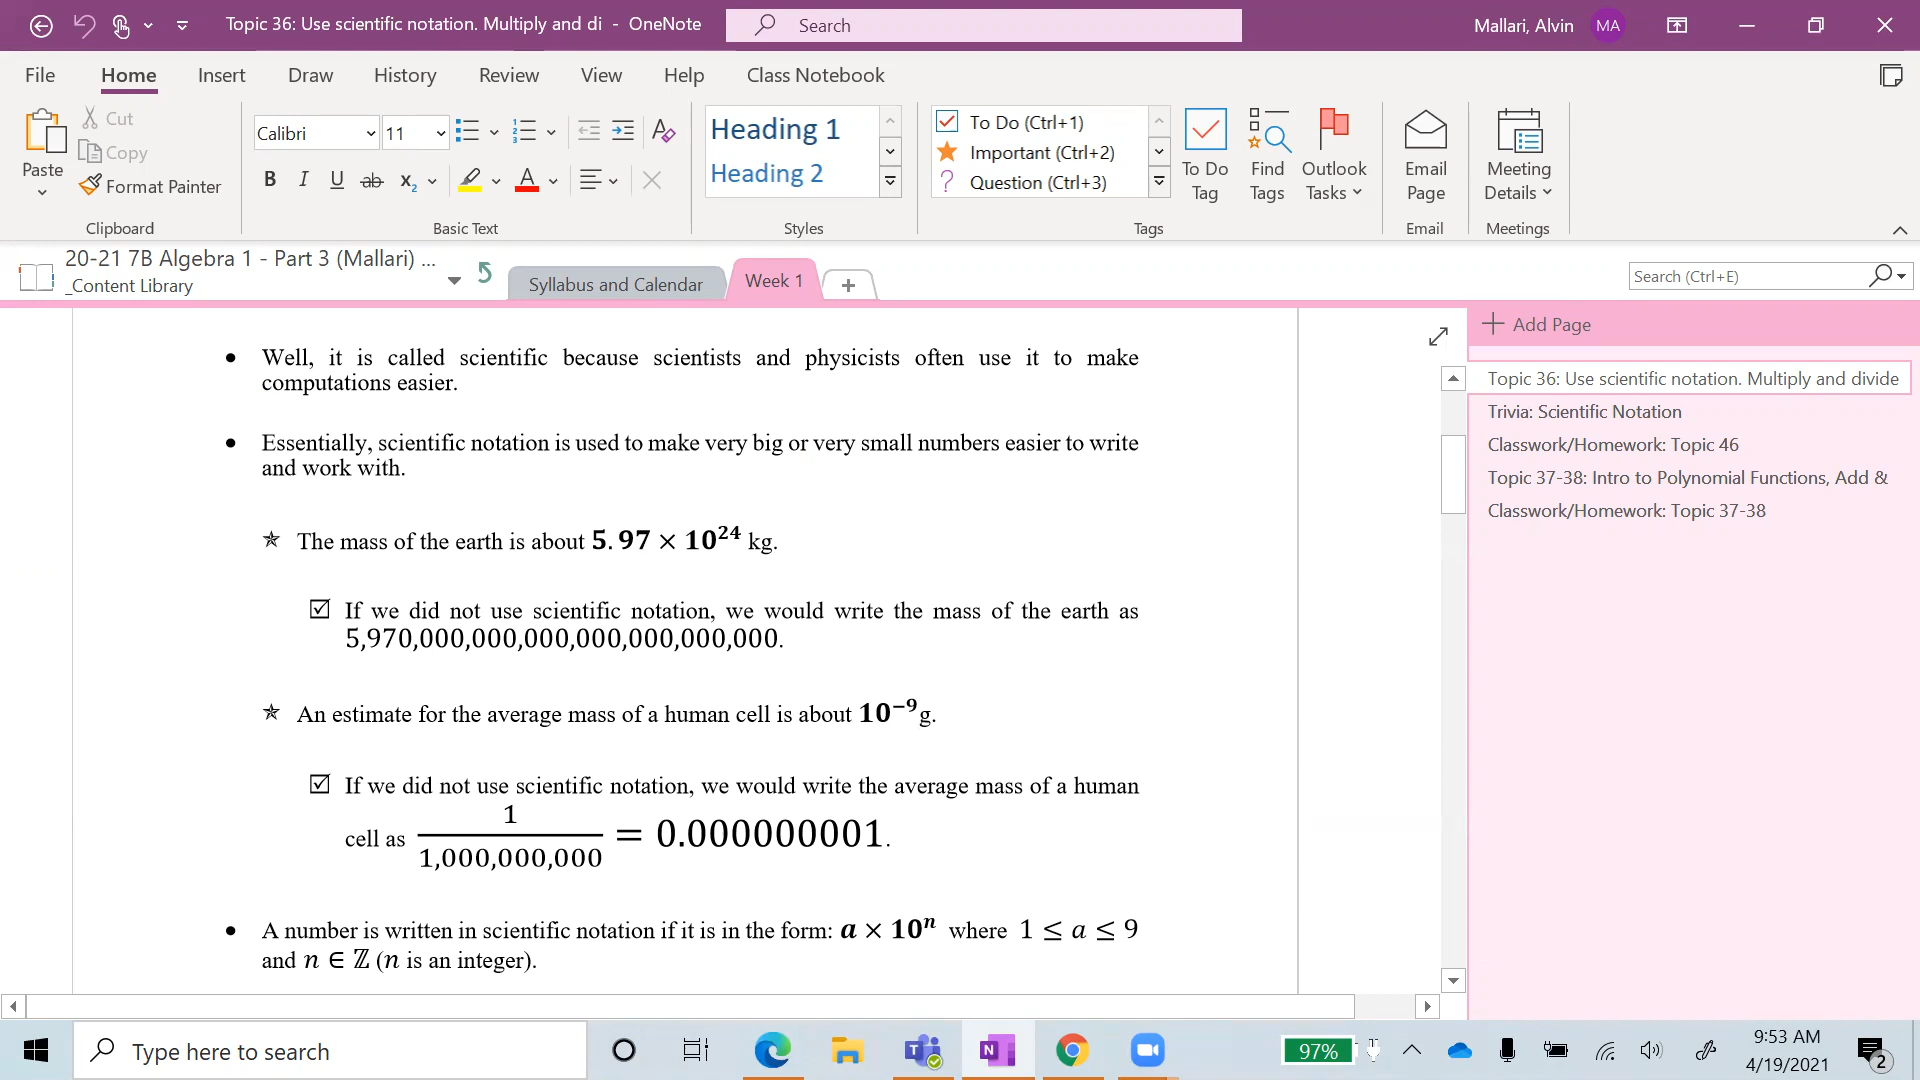 Topic 36: Use scientific notation. Multiply and di - OneNote
Search
Mallari, Alvin
MA
File Home Insert Draw History Review View Help Class Notebook
Paste
Cut
Copy
Format Painter
Clipboard
Calibri 11
B I U ab x₂ A
Basic Text
Heading 1
Heading 2
Styles
To Do (Ctrl+1)
Important (Ctrl+2)
Question (Ctrl+3)
To Do Tag
Find Tags
Outlook Tasks
Tags
Email Page
Email
Meeting Details
Meetings
20-21 7B Algebra 1 - Part 3 (Mallari) ...
_Content Library
Syllabus and Calendar
Week 1
+
Search (Ctrl+E)
• Well, it is called scientific because scientists and physicists often use it to make
computations easier.
• Essentially, scientific notation is used to make very big or very small numbers easier to write
and work with.
✯ The mass of the earth is about 5.97 × 10²⁴ kg.
☑ If we did not use scientific notation, we would write the mass of the earth as
5,970,000,000,000,000,000,000,000.
✯ An estimate for the average mass of a human cell is about 10⁻⁹g.
☑ If we did not use scientific notation, we would write the average mass of a human
cell as 1/1,000,000,000 = 0.000000001.
• A number is written in scientific notation if it is in the form: a × 10ⁿ where 1 ≤ a ≤ 9
and n ∈ ℤ (n is an integer).
Add Page
Topic 36: Use scientific notation. Multiply and divide
Trivia: Scientific Notation
Classwork/Homework: Topic 46
Topic 37-38: Intro to Polynomial Functions, Add &
Classwork/Homework: Topic 37-38
Type here to search
97%
9:53 AM
4/19/2021
2